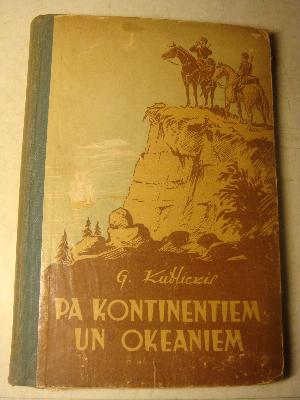 G. Kublickis
PA KONTINENTIEM
UN OKEANIEM